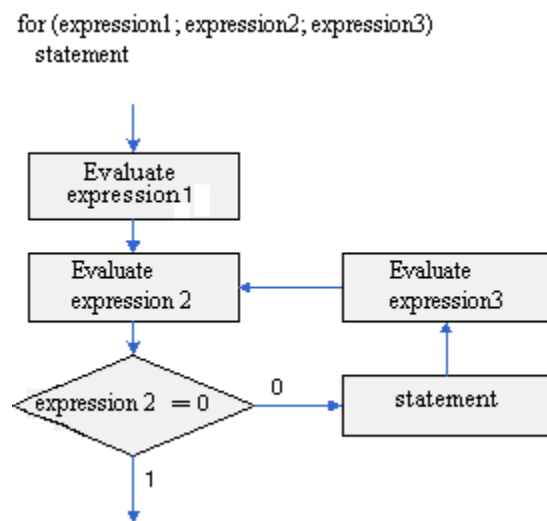 for (expression1; expression2; expression3)
statement
Evaluate
expression1
Evaluate
expression 2
Evaluate
expression3
expression 2 = 0
0
statement
1